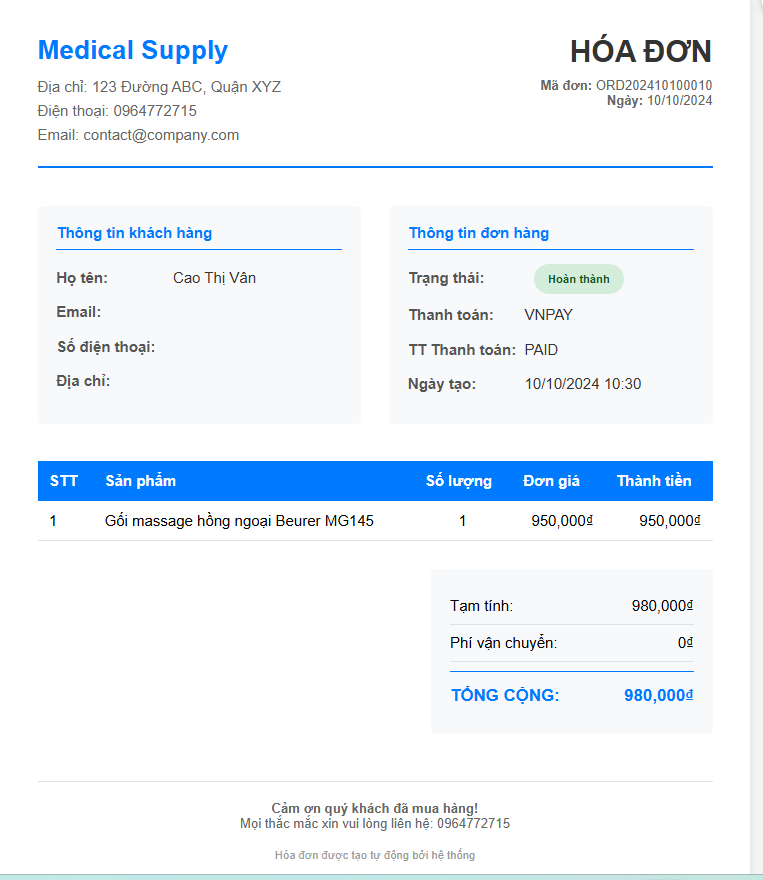 Medical Supply
HÓA ĐƠN
Địa chỉ: 123 Đường ABC, Quận XYZ
Mã đơn: ORD202410100010
Ngày: 10/10/2024
Điện thoại: 0964772715
Email: contact@company.com
Thông tin khách hàng
Họ tên: Cao Thị Vân
Email:
Số điện thoại:
Địa chỉ:
Thông tin đơn hàng
Trạng thái: Hoàn thành
Thanh toán: VNPAY
TT Thanh toán: PAID
Ngày tạo: 10/10/2024 10:30
STT Sản phẩm Số lượng Đơn giá Thành tiền
1 Gối massage hồng ngoại Beurer MG145 1 950,000₫ 950,000₫
Tạm tính: 980,000₫
Phí vận chuyển: 0₫
TỔNG CỘNG: 980,000₫
Cảm ơn quý khách đã mua hàng!
Mọi thắc mắc xin vui lòng liên hệ: 0964772715
Hóa đơn được tạo tự động bởi hệ thống